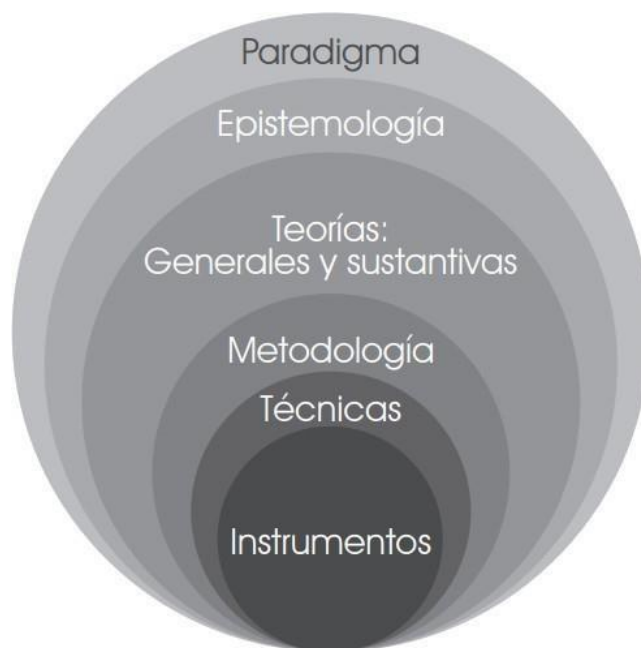 Paradigma
Epistemología
Teorías:
Generales y sustantivas
Metodología
Técnicas
Instrumentos